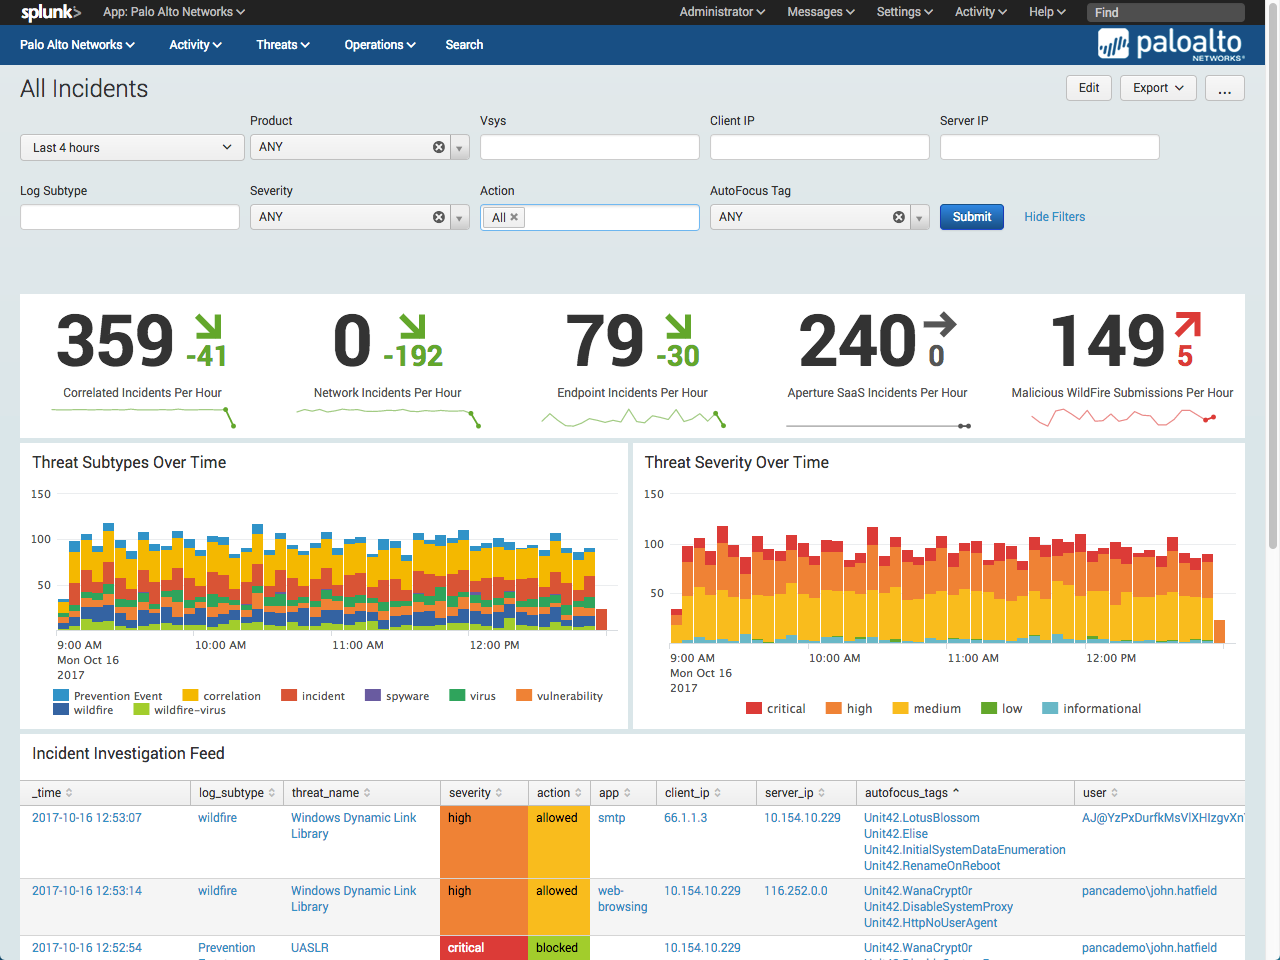 splunk> App: Palo Alto Networks Administrator Messages Settings Activity Help Find
Palo Alto Networks Activity Threats Operations Search paloalto NETWORKS
All Incidents Edit Export ...
Product Vsys Client IP Server IP
Last 4 hours ANY
Log Subtype Severity Action AutoFocus Tag
ANY All ANY Submit Hide Filters
359 -41 0 -192 79 -30 240 0 149 5
Correlated Incidents Per Hour Network Incidents Per Hour Endpoint Incidents Per Hour Aperture SaaS Incidents Per Hour Malicious WildFire Submissions Per Hour
Threat Subtypes Over Time
150
100
50
9:00 AM 10:00 AM 11:00 AM 12:00 PM
Mon Oct 16
2017
Prevention Event correlation incident spyware virus vulnerability
wildfire wildfire-virus
Threat Severity Over Time
150
100
50
9:00 AM 10:00 AM 11:00 AM 12:00 PM
Mon Oct 16
2017
critical high medium low informational
Incident Investigation Feed
_time log_subtype threat_name severity action app client_ip server_ip autofocus_tags user
2017-10-16 12:53:07 wildfire Windows Dynamic Link high allowed smtp 66.1.1.3 10.154.10.229 Unit42.LotusBlossom
Library Unit42.Elise
Unit42.InitialSystemDataEnumeration
Unit42.RenameOnReboot
2017-10-16 12:53:14 wildfire Windows Dynamic Link high allowed web- 10.154.10.229 116.252.0.0 Unit42.WanaCrypt0r pancademo\john.hatfield
Library browsing Unit42.DisableSystemProxy
Unit42.HttpNoUserAgent
2017-10-16 12:52:54 Prevention UASLR critical blocked 10.154.10.229 Unit42.WanaCrypt0r pancademo\john.hatfield